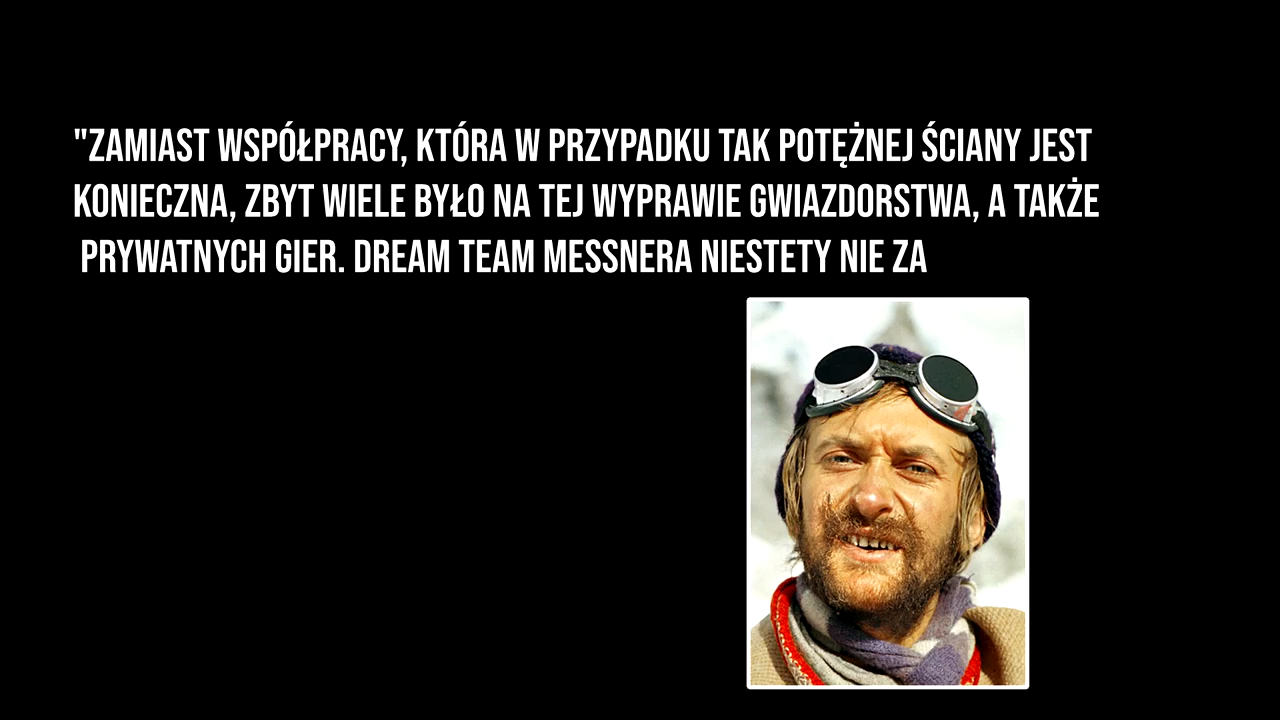 "ZAMIAST WSPÓŁPRACY, KTÓRA W PRZYPADKU TAK POTĘŻNEJ ŚCIANY JEST
KONIECZNA, ZBYT WIELE BYŁO NA TEJ WYPRAWIE GWIAZDORSTWA, A TAKŻE
PRYWATNYCH GIER. DREAM TEAM MESSNERA NIESTETY NIE ZA